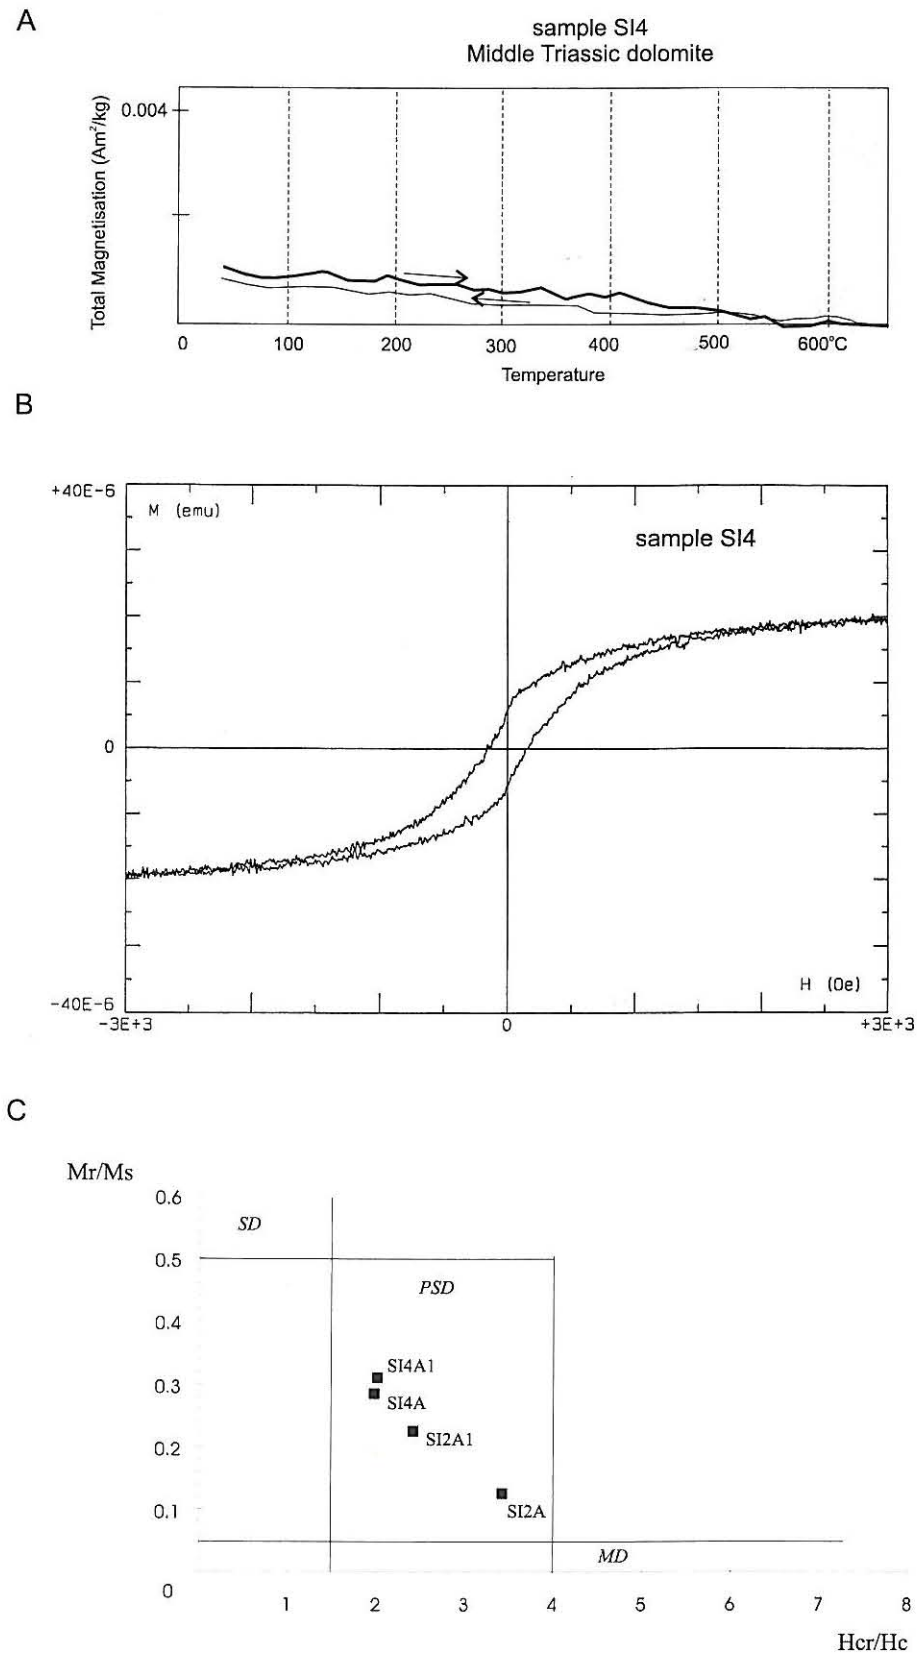 A
sample SI4
Middle Triassic dolomite
Total Magnetisation (Am²/kg)
0.004
0 100 200 300 400 500 600°C
Temperature
B
+40E-6
M (emu)
sample SI4
0
H (Oe)
-40E-6
-3E+3 0 +3E+3
C
Mr/Ms
0.6
SD
0.5
PSD
0.4
SI4A1
0.3
SI4A
SI2A1
0.2
0.1
SI2A
MD
0
1 2 3 4 5 6 7 8
Hcr/Hc